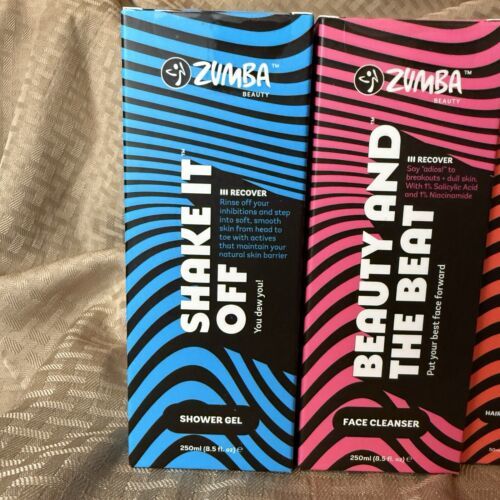 ZUMBA™
BEAUTY
SHAKE IT™
OFF
You dew you!
RECOVER
Rinse off your
inhibitions and step
into soft, smooth
skin from head to
toe with actives
that maintain your
natural skin barrier
SHOWER GEL
250ml (8.5 fl. oz) ℮
ZUMBA™
BEAUTY
BEAUTY AND™
THE BEAT
Put your best face forward
RECOVER
Say "adios!" to
breakouts + dull skin.
With 1% Salicylic Acid
and 1% Niacinamide
FACE CLEANSER
250ml (8.5 fl. oz) ℮
HAIR